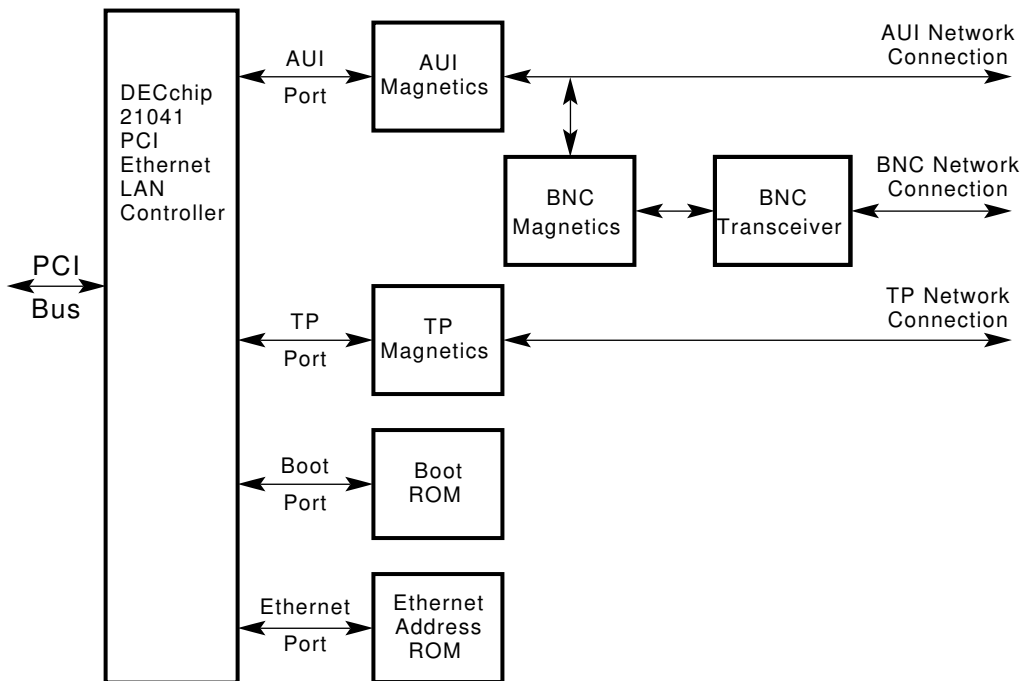 DECchip
21041
PCI
Ethernet
LAN
Controller
PCI
Bus
AUI
Port
AUI
Magnetics
AUI Network
Connection
BNC
Magnetics
BNC
Transceiver
BNC Network
Connection
TP
Port
TP
Magnetics
TP Network
Connection
Boot
Port
Boot
ROM
Ethernet
Port
Ethernet
Address
ROM